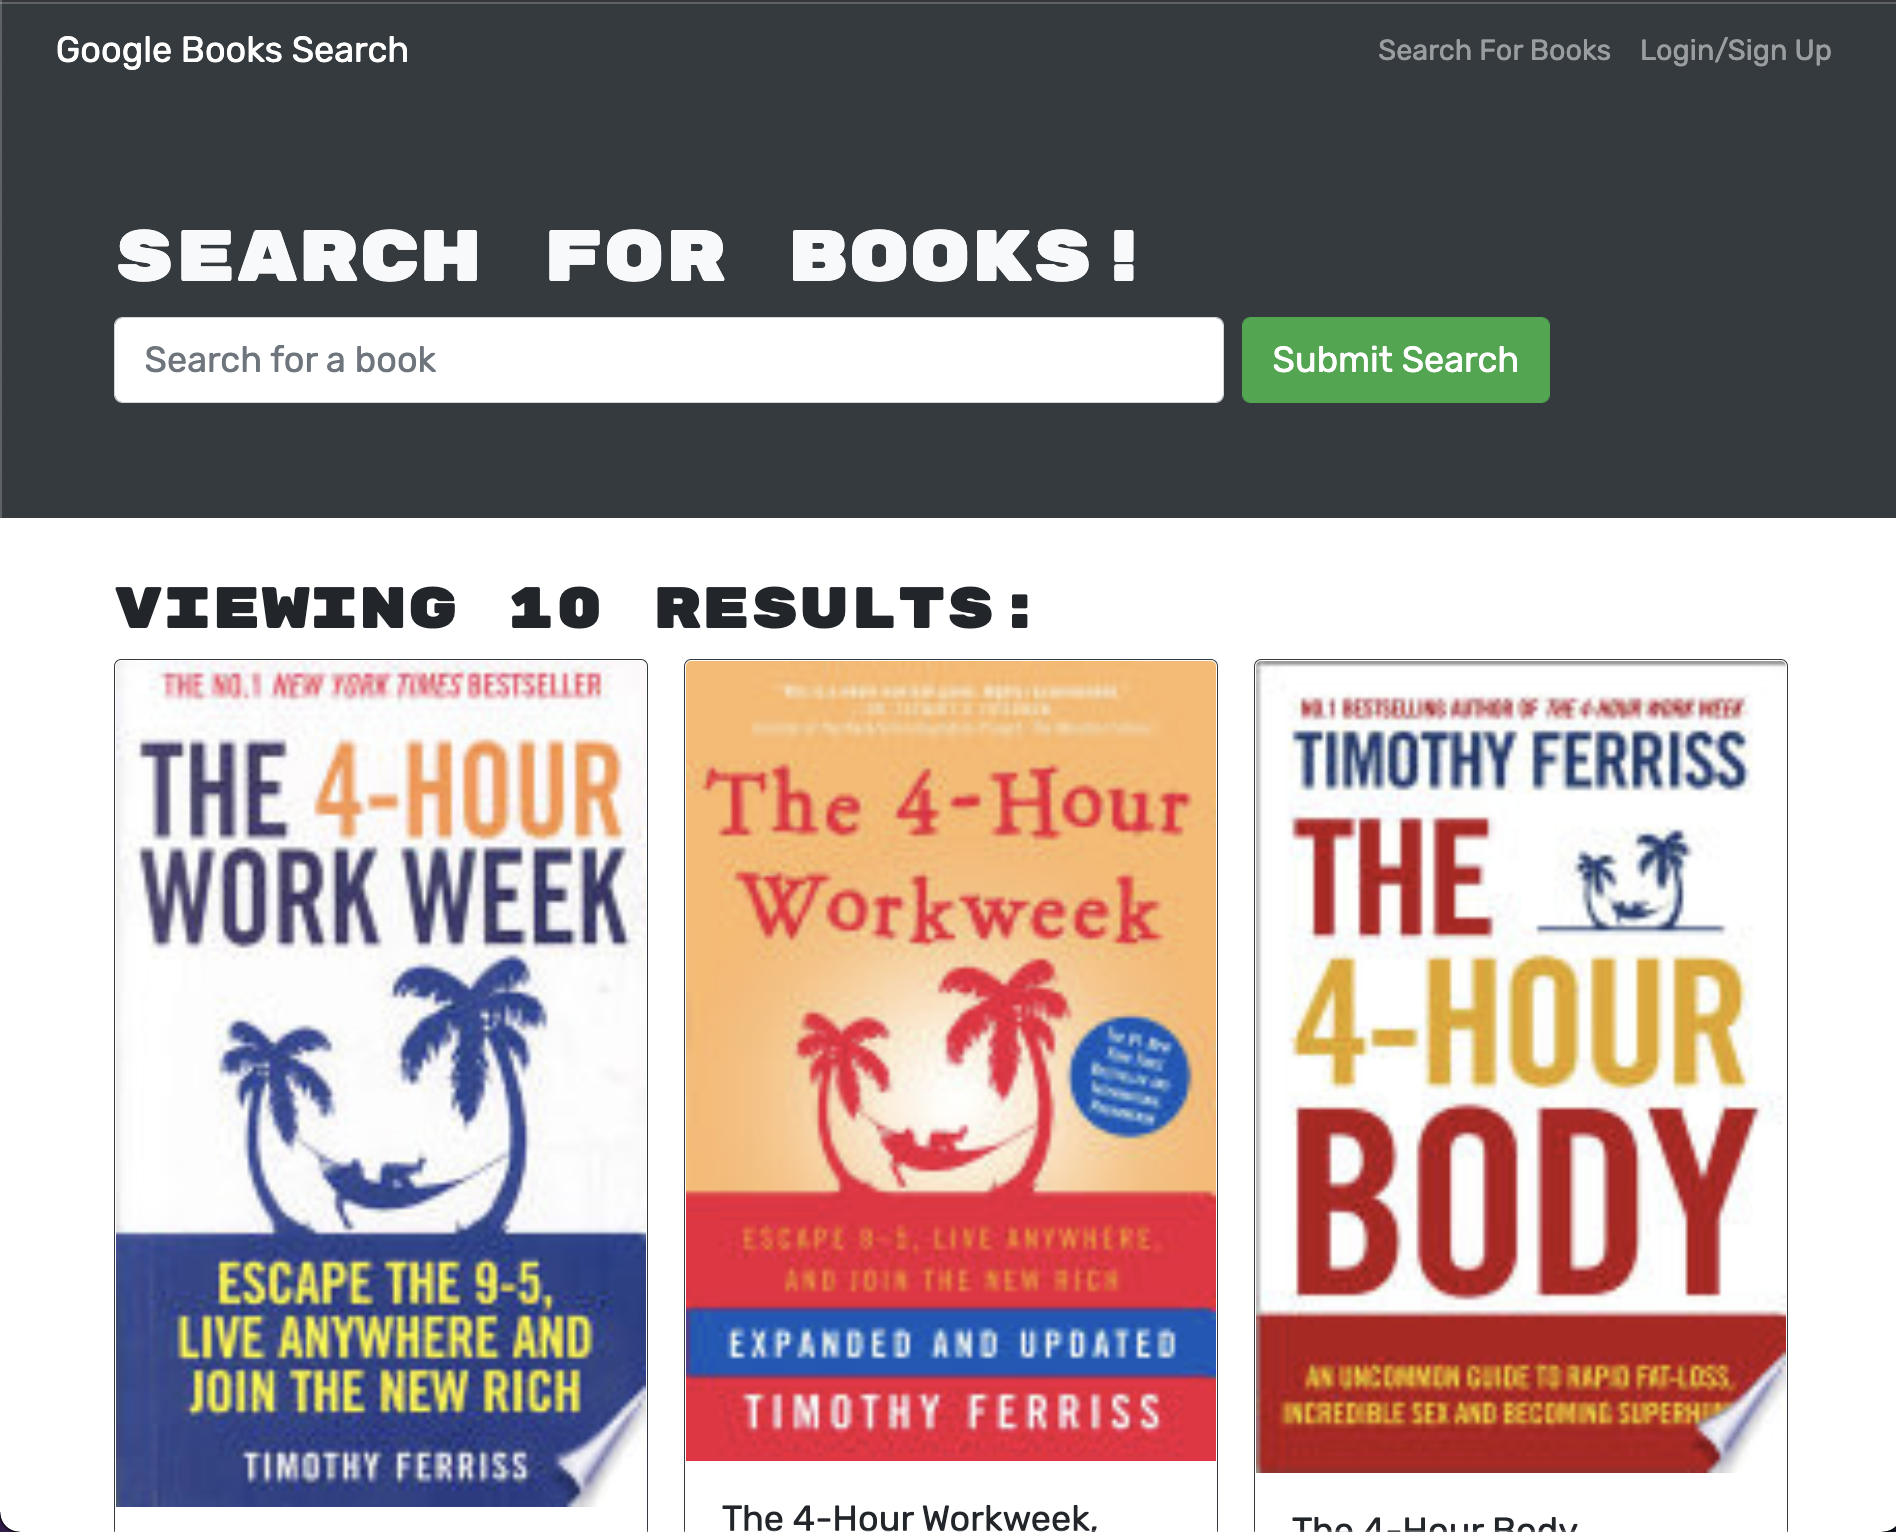 Google Books Search
Search For Books
Login/Sign Up
SEARCH FOR BOOKS!
Search for a book
Submit Search
VIEWING 10 RESULTS:
THE NO.1 NEW YORK TIMES BESTSELLER
THE 4-HOUR
WORK WEEK
ESCAPE THE 9-5,
LIVE ANYWHERE AND
JOIN THE NEW RICH
TIMOTHY FERRISS
The 4-Hour
Workweek
ESCAPE 9-5, LIVE ANYWHERE,
AND JOIN THE NEW RICH
EXPANDED AND UPDATED
TIMOTHY FERRISS
The 4-Hour Workweek,
NO.1 BESTSELLING AUTHOR OF THE 4-HOUR WORK WEEK
TIMOTHY FERRISS
THE
4-HOUR
BODY
AN UNCOMMON GUIDE TO RAPID FAT-LOSS,
INCREDIBLE SEX AND BECOMING
The 4-Hour Body